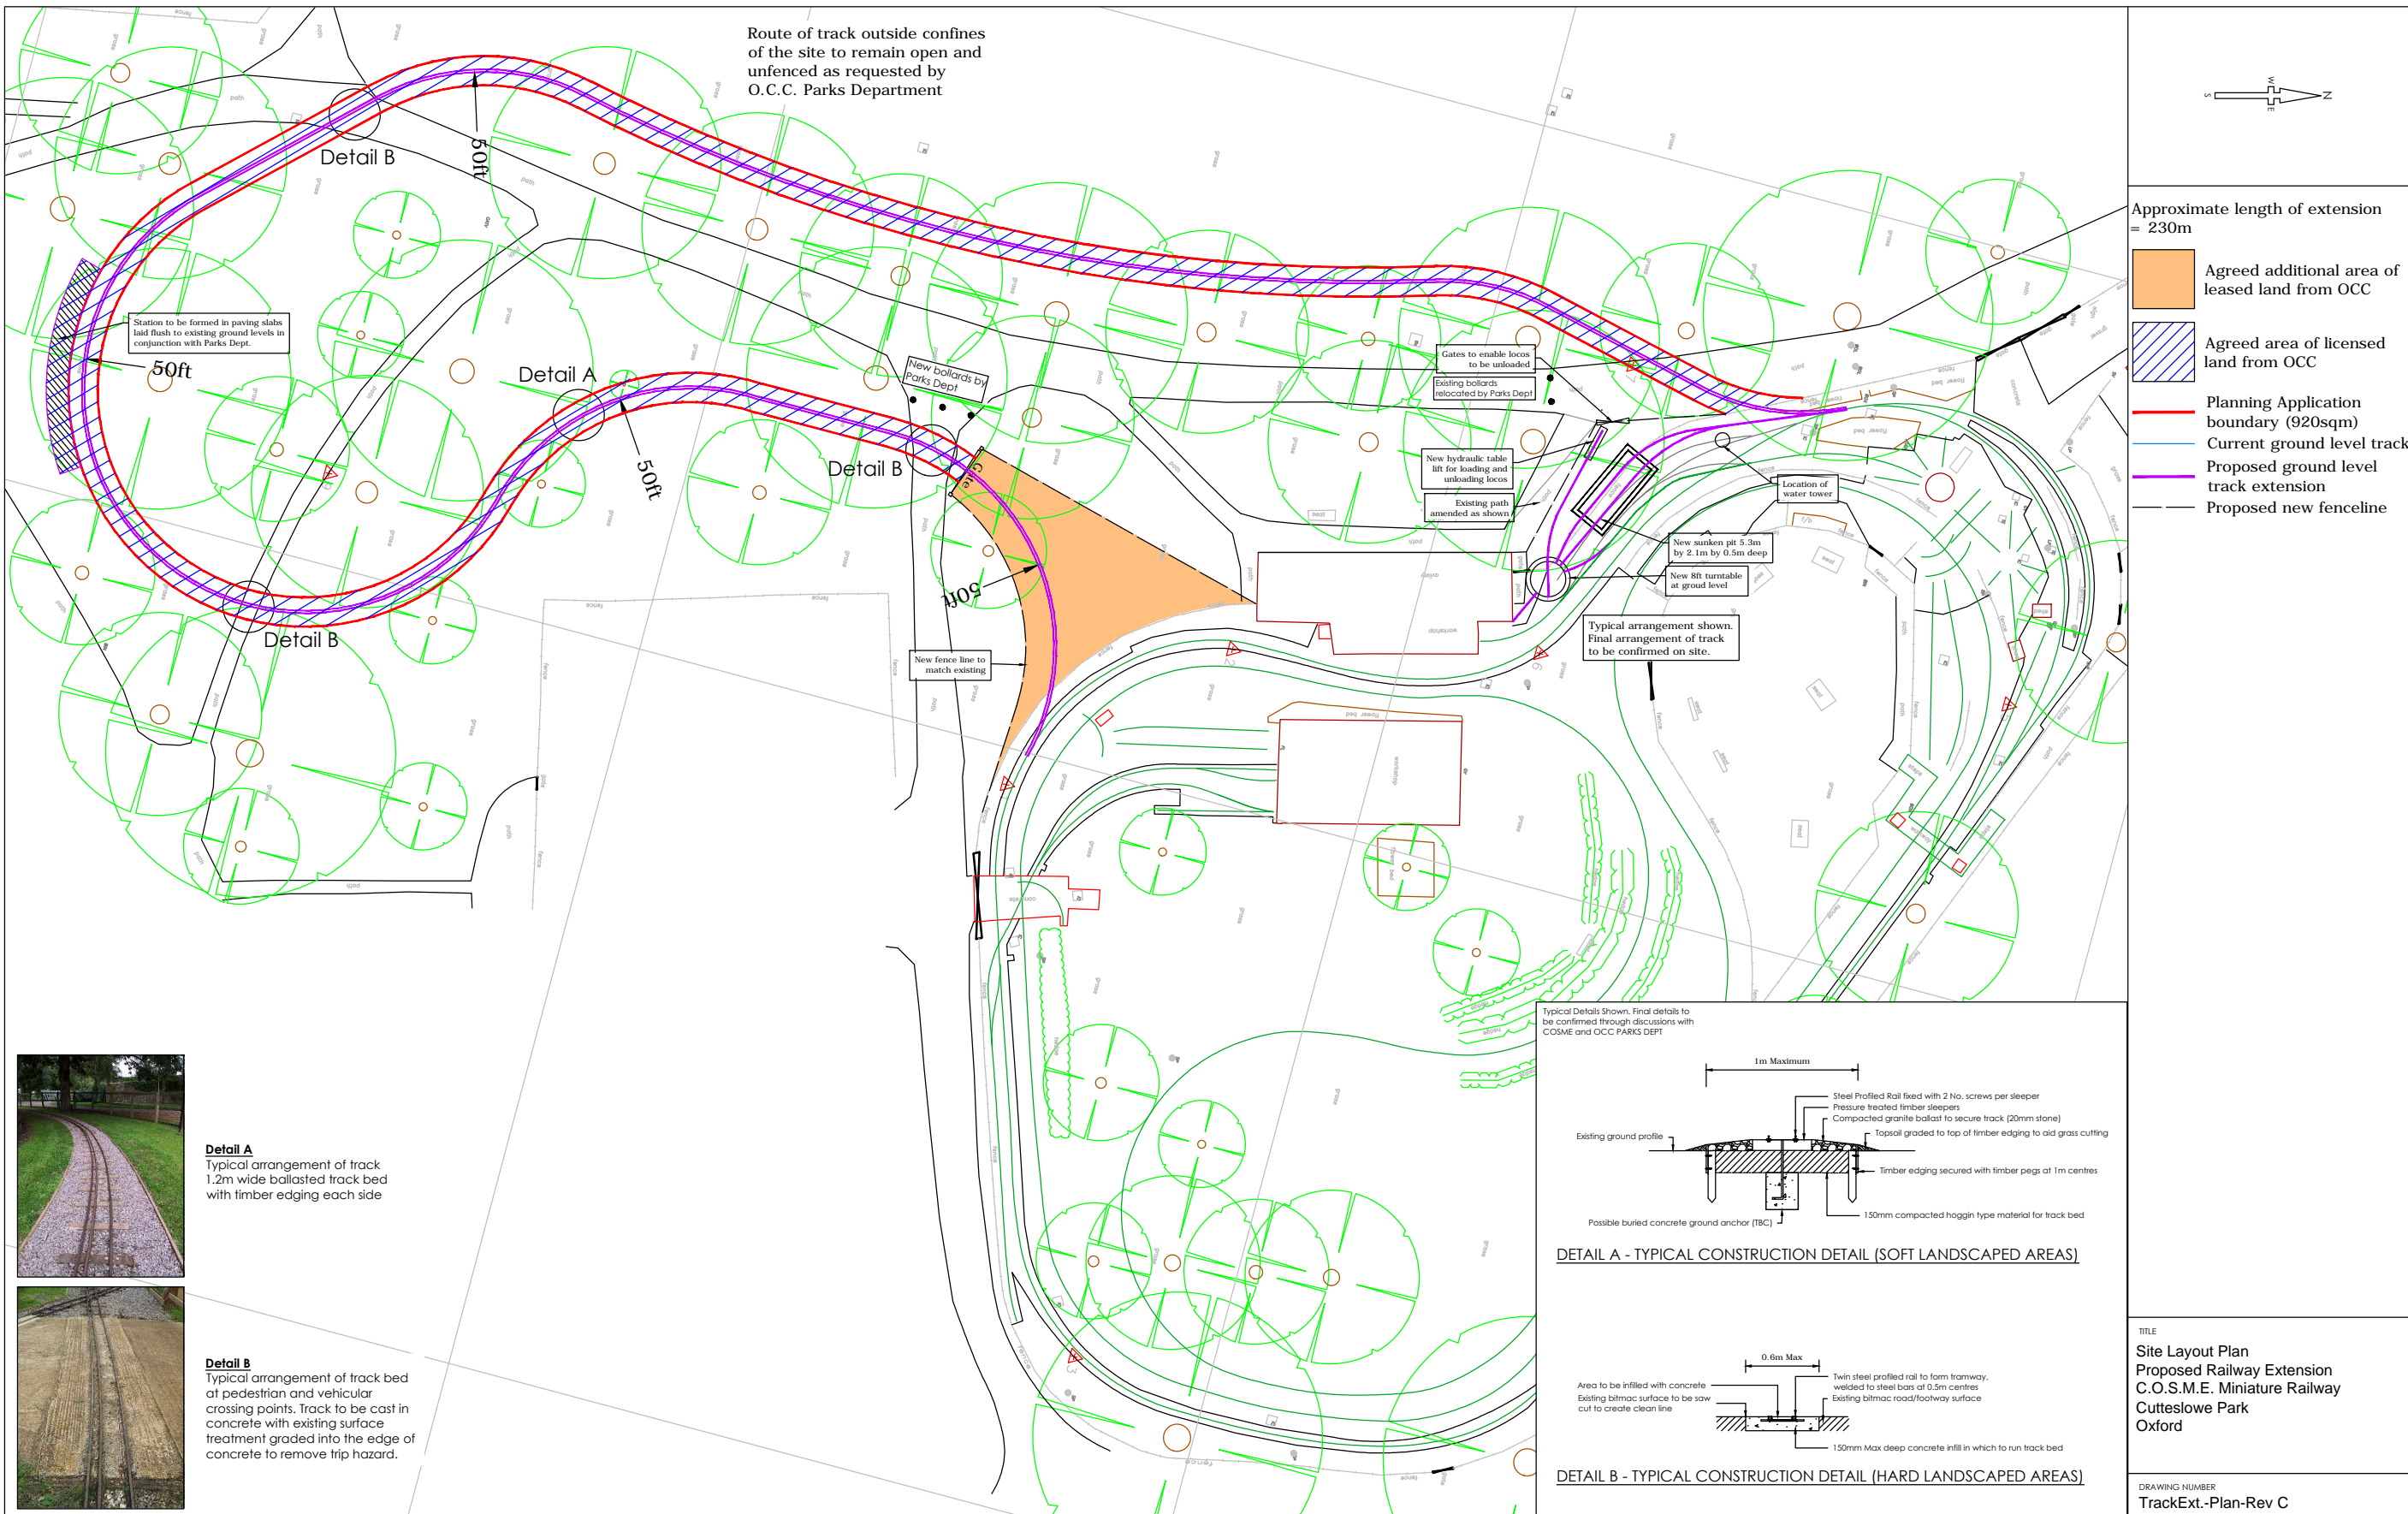 Route of track outside confines
of the site to remain open and
unfenced as requested by
O.C.C. Parks Department
Detail B
50ft
Station to be formed in paving slabs
laid flush to existing ground levels in
conjunction with Parks Dept.
50ft
Detail A
50ft
New bollards by
Parks Dept
Detail B
Gate
50ft
Detail B
New fence line to
match existing
Gates to enable locos
to be unloaded
Existing bollards
relocated by Parks Dept
New hydraulic table
lift for loading and
unloading locos
Existing path
amended as shown
Location of
water tower
New sunken pit 5.3m
by 2.1m by 0.5m deep
New 8ft turntable
at groud level
Typical arrangement shown.
Final arrangement of track
to be confirmed on site.
workshop
workshop
flower bed
flower bed
concrete
S
W
E
N
Approximate length of extension
= 230m
Agreed additional area of
leased land from OCC
Agreed area of licensed
land from OCC
Planning Application
boundary (920sqm)
Current ground level track
Proposed ground level
track extension
Proposed new fenceline
Detail A
Typical arrangement of track
1.2m wide ballasted track bed
with timber edging each side
Detail B
Typical arrangement of track bed
at pedestrian and vehicular
crossing points. Track to be cast in
concrete with existing surface
treatment graded into the edge of
concrete to remove trip hazard.
Typical Details Shown. Final details to
be confirmed through discussions with
COSME and OCC PARKS DEPT
1m Maximum
Steel Profiled Rail fixed with 2 No. screws per sleeper
Pressure treated timber sleepers
Compacted granite ballast to secure track (20mm stone)
Existing ground profile
Topsoil graded to top of timber edging to aid grass cutting
Timber edging secured with timber pegs at 1m centres
150mm compacted hoggin type material for track bed
Possible buried concrete ground anchor (TBC)
DETAIL A - TYPICAL CONSTRUCTION DETAIL (SOFT LANDSCAPED AREAS)
0.6m Max
Area to be infilled with concrete
Existing bitmac surface to be saw
cut to create clean line
Twin steel profiled rail to form tramway,
welded to steel bars at 0.5m centres
Existing bitmac road/footway surface
150mm Max deep concrete infill in which to run track bed
DETAIL B - TYPICAL CONSTRUCTION DETAIL (HARD LANDSCAPED AREAS)
TITLE
Site Layout Plan
Proposed Railway Extension
C.O.S.M.E. Miniature Railway
Cutteslowe Park
Oxford
DRAWING NUMBER
TrackExt.-Plan-Rev C